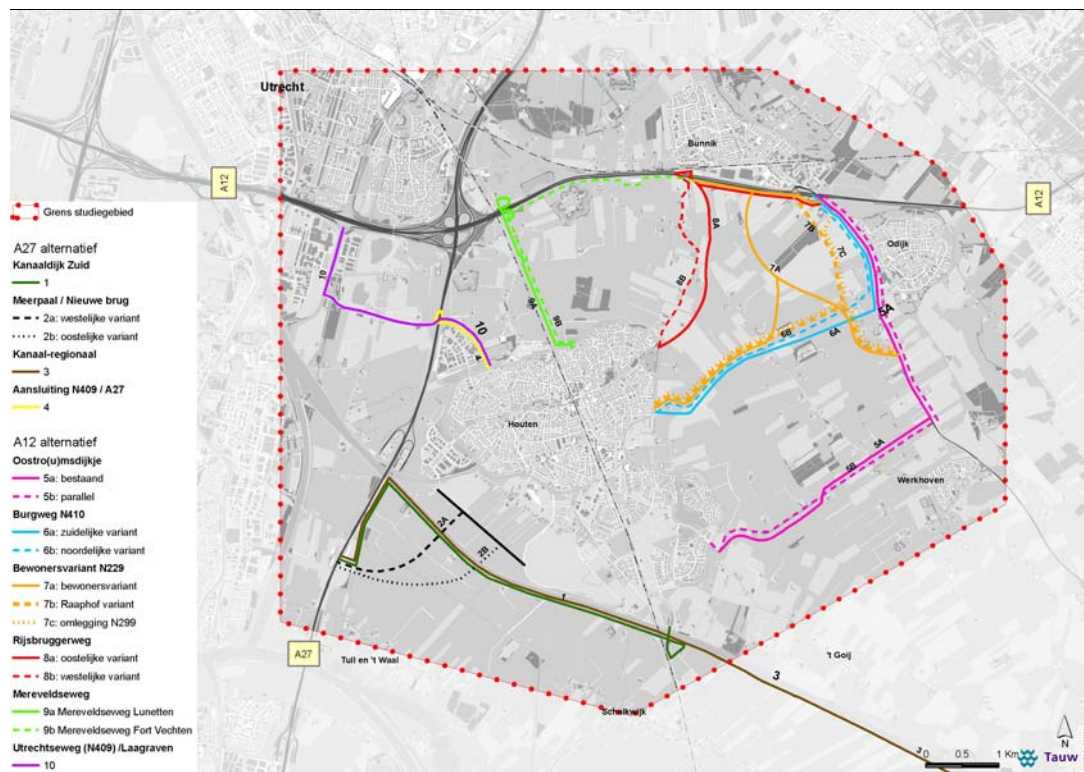 Utrecht
Bunnik
A12
A12
Grens studiegebied
A27 alternatief
Kanaaldijk Zuid
1
Meerpaal / Nieuwe brug
2a: westelijke variant
2b: oostelijke variant
Kanaal-regionaal
3
Aansluiting N409 / A27
4
A12 alternatief
Oostro(u)msdijkje
5a: bestaand
5b: parallel
Burgweg N410
6a: zuidelijke variant
6b: noordelijke variant
Bewonersvariant N229
7a: bewonersvariant
7b: Raaphof variant
7c: omlegging N299
Rijsbruggerweg
8a: oostelijke variant
8b: westelijke variant
Mereveldseweg
9a Mereveldseweg Lunetten
9b Mereveldseweg Fort Vechten
Utrechtseweg (N409) /Laagraven
10
8A
7B
Odijk
7C
10
8B
7A
9A
5A
10
9B
6B
6A
4
Houten
5A
5B
Werkhoven
2A
2B
1
A27
Tull en 't Waal
't Goij
3
Schalkwijk
3
N
0 0.5 1 Km
Tauw